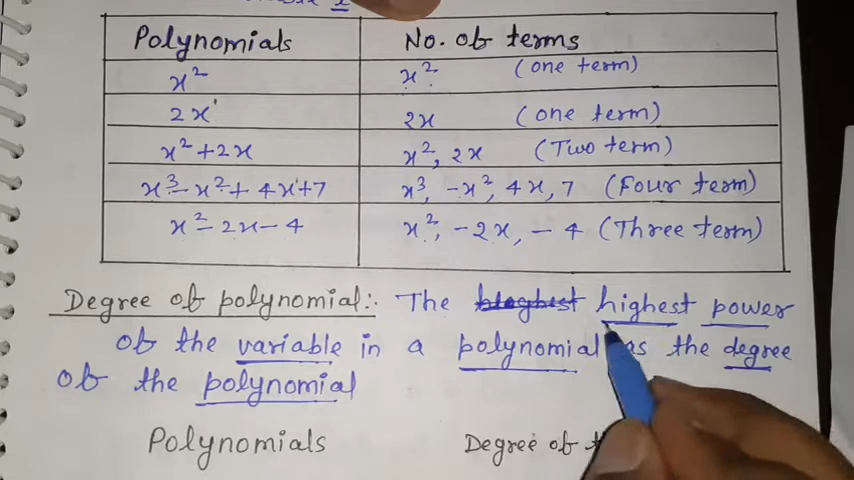 Polynomials No. of terms
x² x² (one term)
2x¹ 2x (one term)
x²+2x x², 2x (Two term)
x³-x²+4x¹+7 x³, -x², 4x, 7 (Four term)
x²-2x-4 x², -2x, -4 (Three term)
Degree of polynomial:- The highest power
of the variable in a polynomial as the degree
of the polynomial
Polynomials Degree of